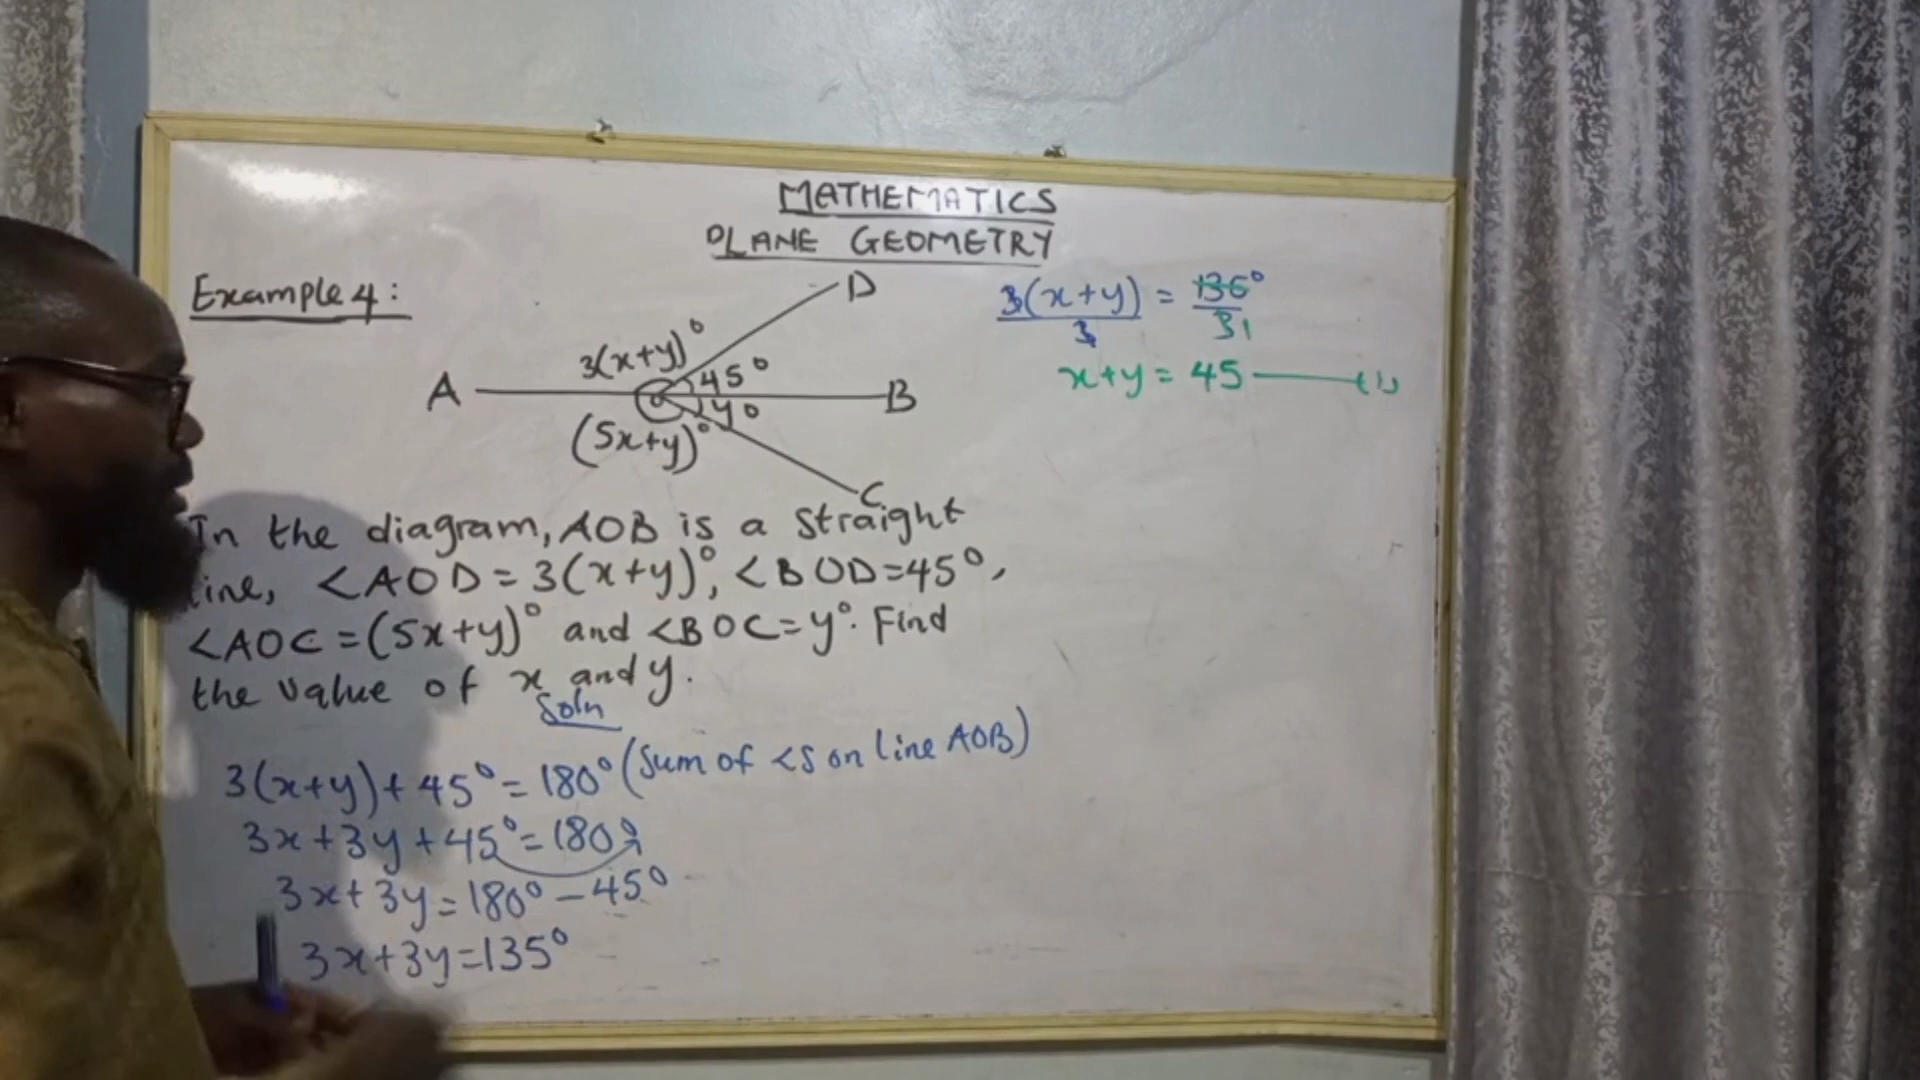 MATHEMATICS
PLANE GEOMETRY
Example 4:
D
3(x+y)°
45°
A
B
y°
(5x+y)°
C
In the diagram, AOB is a straight
line, <AOD = 3(x+y)°, <BOD=45°,
<AOC = (5x+y)° and <BOC = y°. Find
the value of x and y.
Soln
3(x+y) + 45° = 180° (Sum of <s on line AOB)
3x + 3y + 45° = 180°
3x + 3y = 180° - 45°
3x + 3y = 135°
3(x+y) = 135°
3 31
x+y = 45 (1)